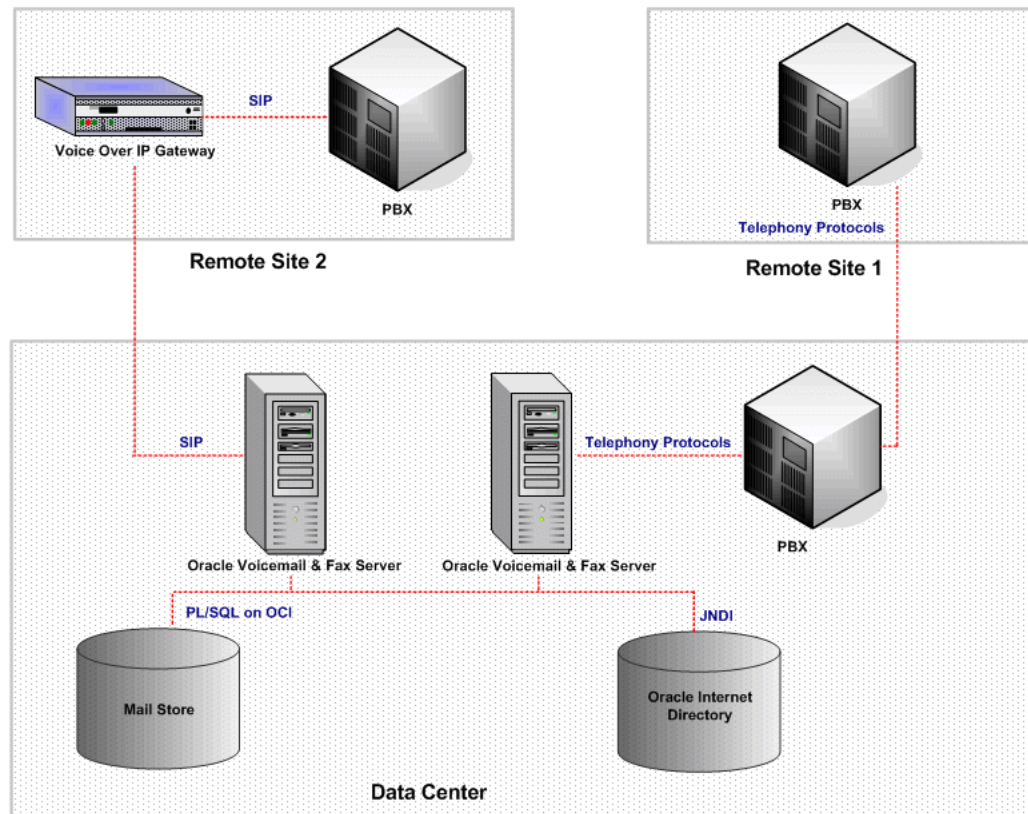 SIP
Voice Over IP Gateway
PBX
Remote Site 2
PBX
Telephony Protocols
Remote Site 1
SIP
Telephony Protocols
Oracle Voicemail & Fax Server
Oracle Voicemail & Fax Server
PBX
PL/SQL on OCI
JNDI
Mail Store
Oracle Internet
Directory
Data Center